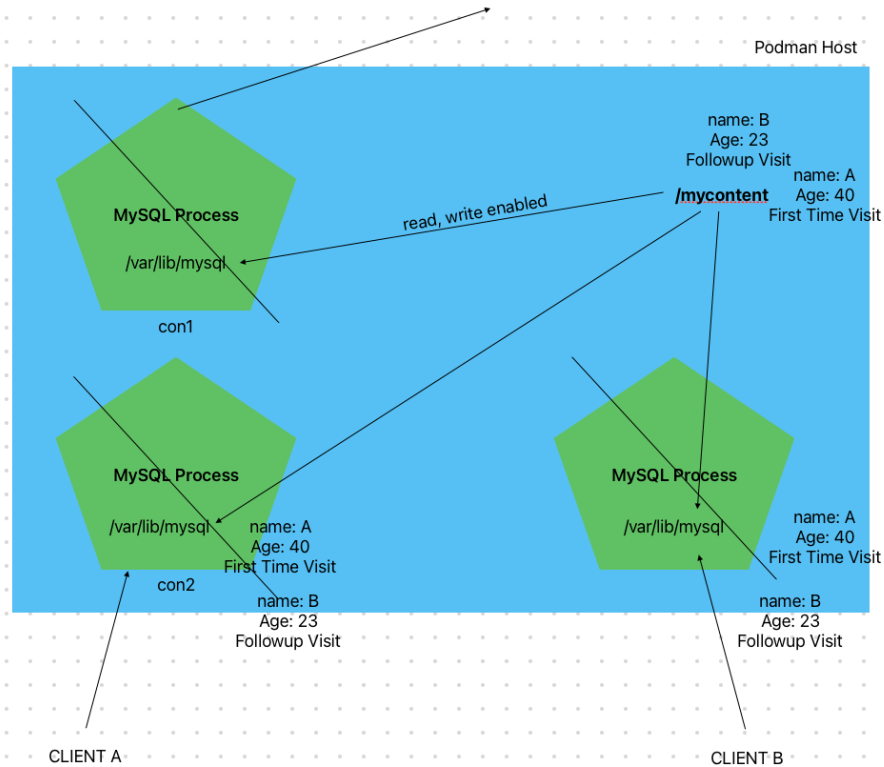 Podman Host
name: B
Age: 23
Followup Visit
name: A
Age: 40
First Time Visit
/mycontent
read, write enabled
MySQL Process
/var/lib/mysql
con1
MySQL Process
/var/lib/mysql
name: A
Age: 40
First Time Visit
con2
name: B
Age: 23
Followup Visit
MySQL Process
/var/lib/mysql
name: A
Age: 40
First Time Visit
name: B
Age: 23
Followup Visit
CLIENT A
CLIENT B